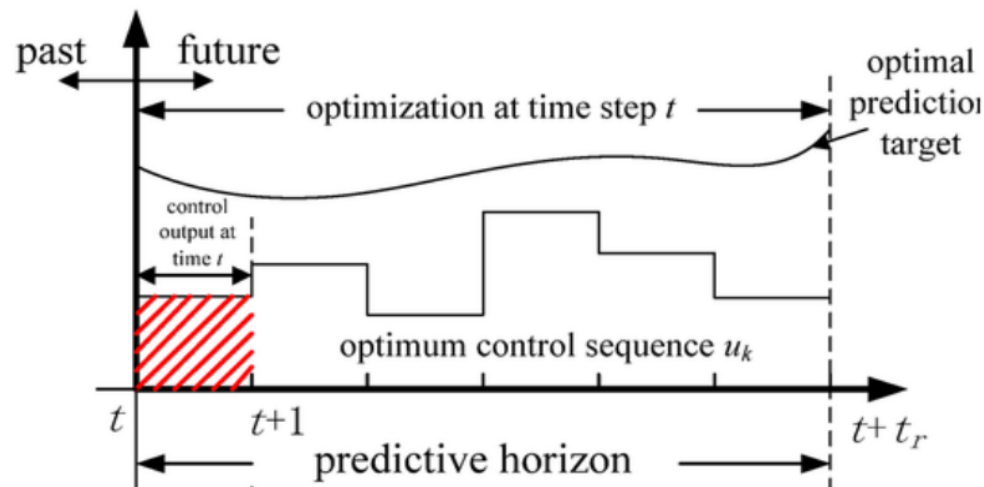 past future
optimization at time step t
optimal
prediction
target
control
output at
time t
optimum control sequence uk
t t+1 t+ tr
predictive horizon